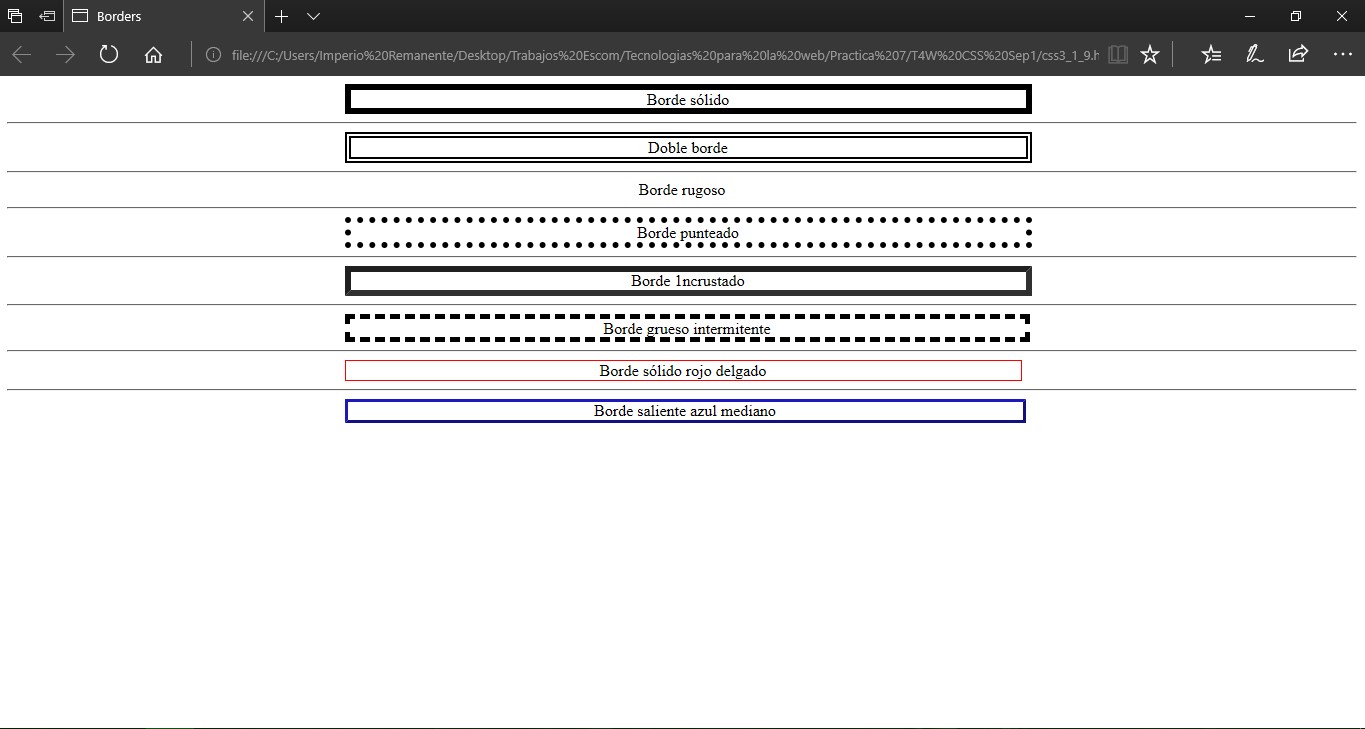 Borders
file:///C:/Users/Imperio%20Remanente/Desktop/Trabajos%20Escom/Tecnologias%20para%20la%20web/Practica%207/T4W%20CSS%20Sep1/css3_1_9.h
Borde sólido
Doble borde
Borde rugoso
Borde punteado
Borde 1ncrustado
Borde grueso intermitente
Borde sólido rojo delgado
Borde saliente azul mediano